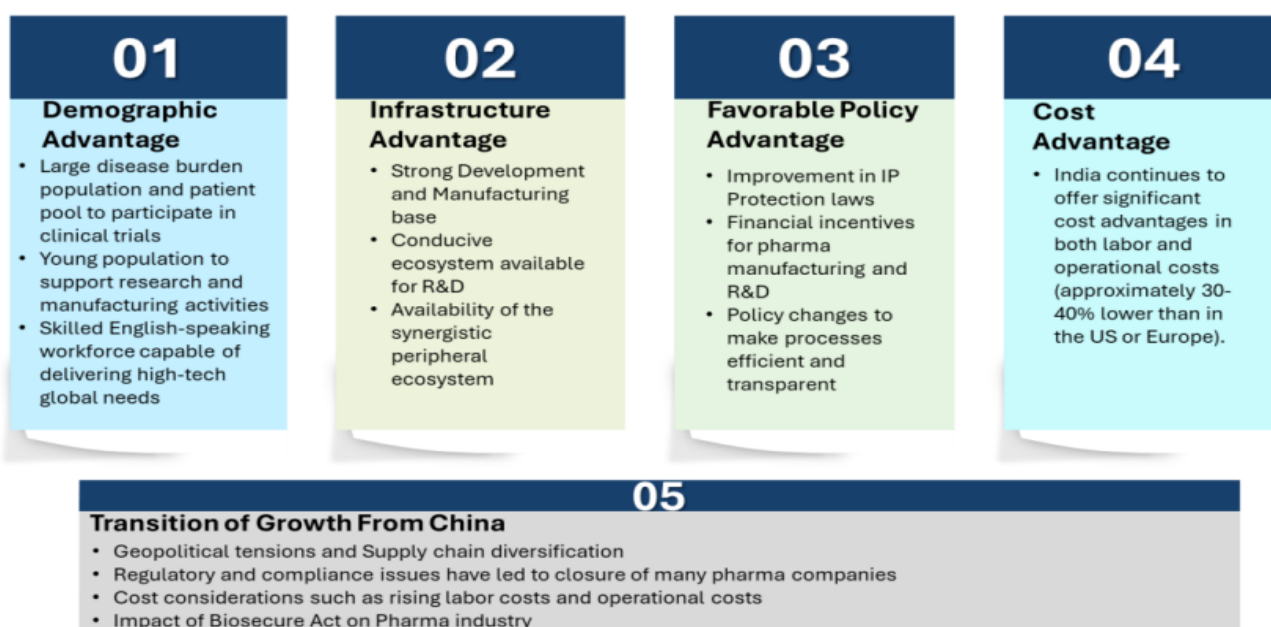 01
Demographic
Advantage
• Large disease burden
population and patient
pool to participate in
clinical trials
• Young population to
support research and
manufacturing activities
• Skilled English-speaking
workforce capable of
delivering high-tech
global needs
02
Infrastructure
Advantage
• Strong Development
and Manufacturing
base
• Conducive
ecosystem available
for R&D
• Availability of the
synergistic
peripheral
ecosystem
03
Favorable Policy
Advantage
• Improvement in IP
Protection laws
• Financial incentives
for pharma
manufacturing and
R&D
• Policy changes to
make processes
efficient and
transparent
04
Cost
Advantage
• India continues to
offer significant
cost advantages in
both labor and
operational costs
(approximately 30-
40% lower than in
the US or Europe).
05
Transition of Growth From China
• Geopolitical tensions and Supply chain diversification
• Regulatory and compliance issues have led to closure of many pharma companies
• Cost considerations such as rising labor costs and operational costs
• Impact of Biosecure Act on Pharma industry